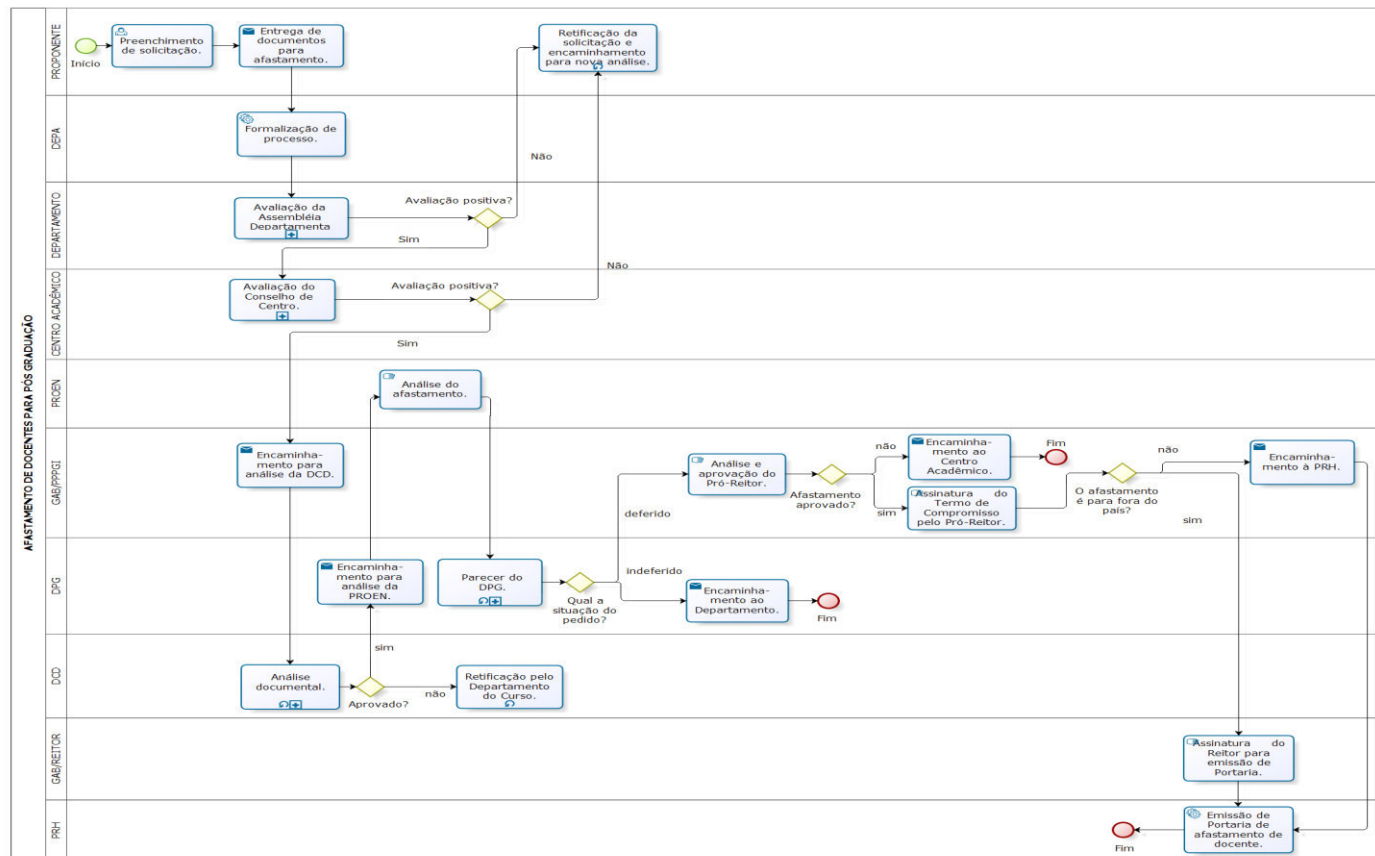 AFASTAMENTO DE DOCENTES PARA PÓS GRADUAÇÃO
PROPONENTE
Início
Preenchimento
de solicitação.
Entrega de
documentos
para
afastamento.
Retificação da
solicitação e
encaminhamento
para nova análise.
DEPA
Formalização de
processo.
Não
DEPARTAMENTO
Avaliação da
Assembléia
Departamenta
Avaliação positiva?
Sim
CENTRO ACADÊMICO
Avaliação do
Conselho de
Centro.
Avaliação positiva?
Não
Sim
PROEN
Análise do
afastamento.
GAB/PPPGI
Encaminha-
mento para
análise da DCD.
deferido
Análise e
aprovação do
Pró-Reitor.
Afastamento
aprovado?
não
sim
Encaminha-
mento ao
Centro
Acadêmico.
Fim
Assinatura do
Termo de
Compromisso
pelo Pró-Reitor.
O afastamento
é para fora do
país?
não
sim
Encaminha-
mento à PRH.
DPG
Encaminha-
mento para
análise da
PROEN.
Parecer do
DPG.
Qual a
situação do
pedido?
indeferido
Encaminha-
mento ao
Departamento.
Fim
DCD
Análise
documental.
sim
Aprovado?
não
Retificação pelo
Departamento
do Curso.
GAB/REITOR
Assinatura do
Reitor para
emissão de
Portaria.
PRH
Fim
Emissão de
Portaria de
afastamento de
docente.